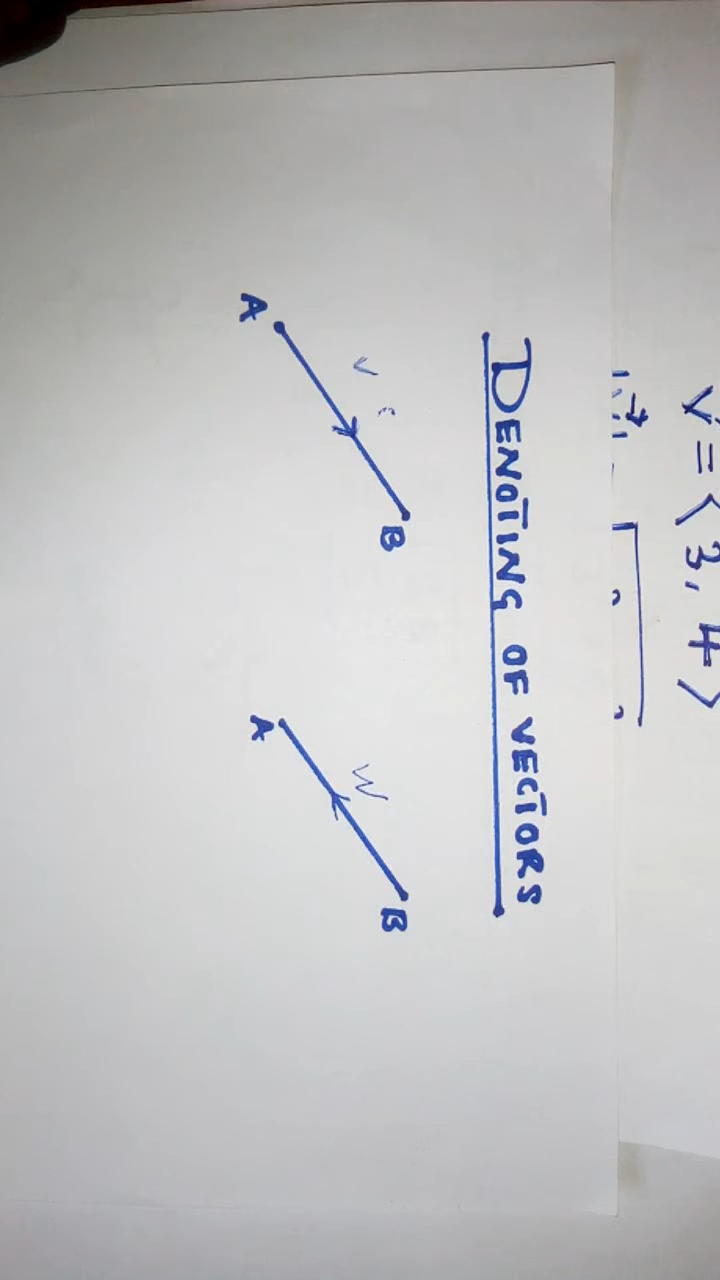 V = ⟨3, 4⟩
DENOTING OF VECTORS
V
B
W
B
A
A